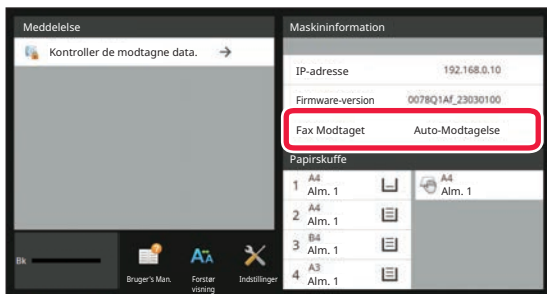 Meddelelse
Kontroller de modtagne data.
Maskininformation
IP-adresse 192.168.0.10
Firmware-version 0078Q1Af_23030100
Fax Modtaget Auto-Modtagelse
Papirskuffe
1 A4
Alm. 1
A4
Alm. 1
2 A4
Alm. 1
3 B4
Alm. 1
4 A3
Alm. 1
Bk
Bruger's Man.
Forstør
visning
Indstillinger